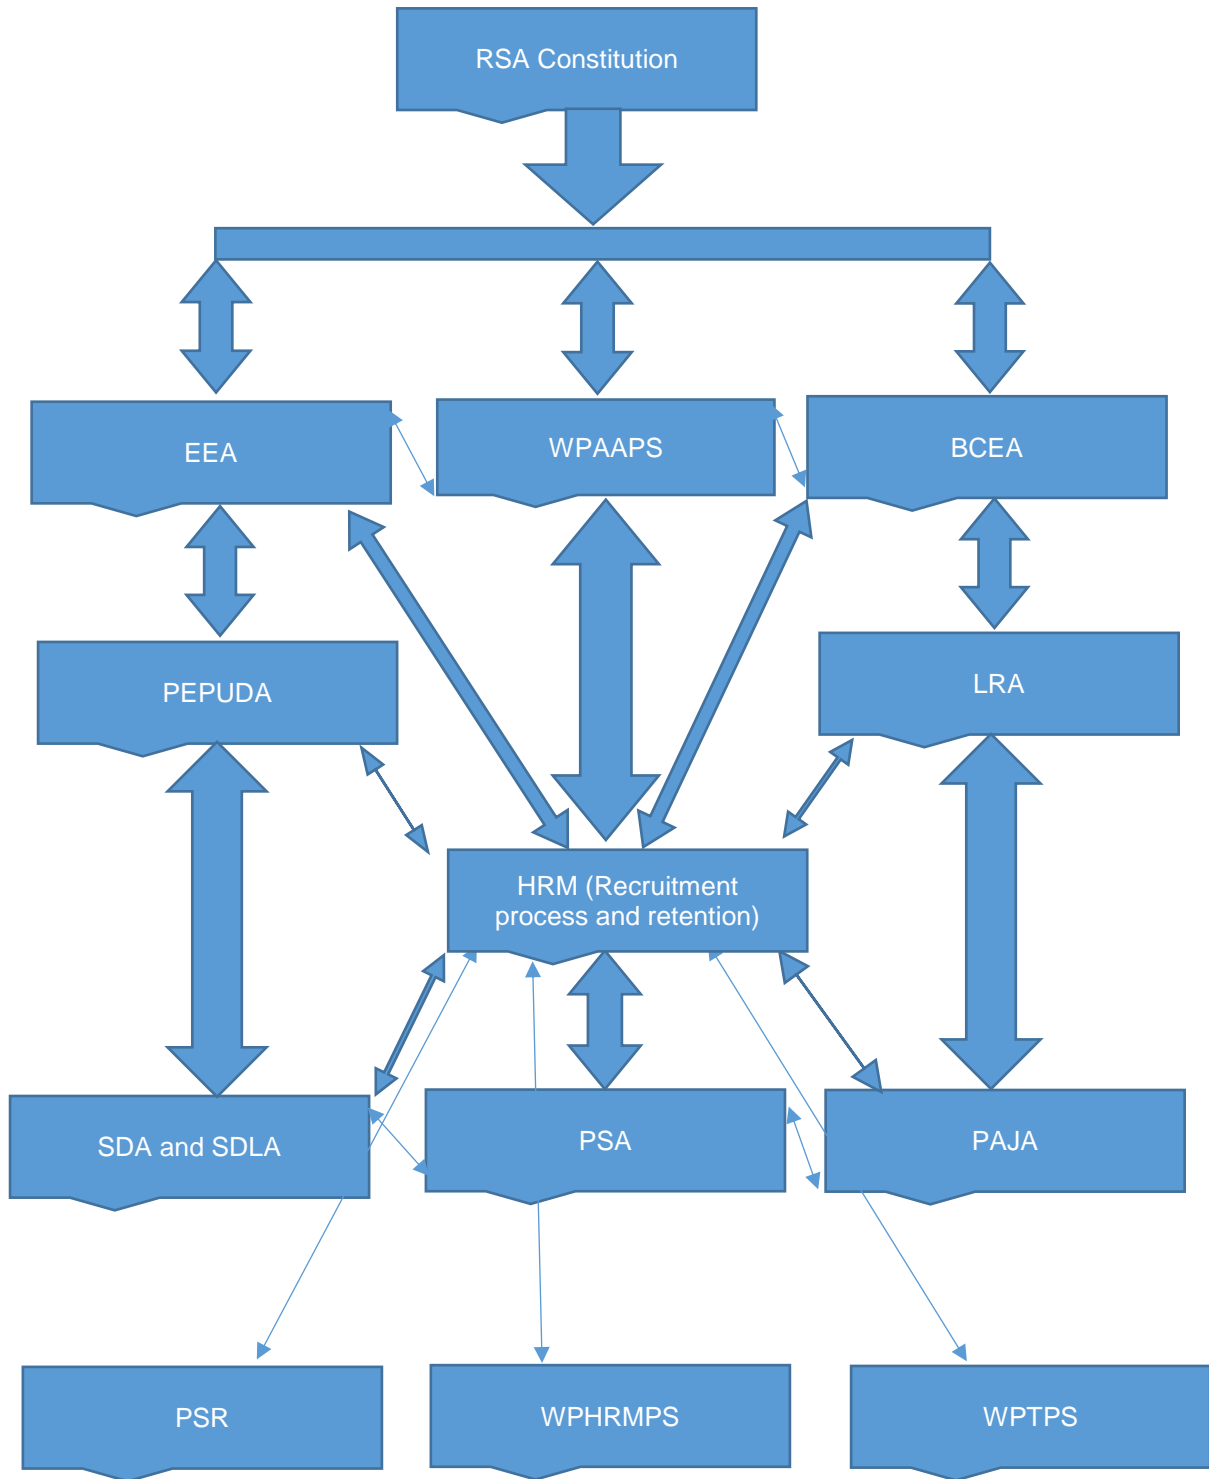 RSA Constitution
EEA
WPAAPS
BCEA
PEPUDA
LRA
HRM (Recruitment
process and retention)
SDA and SDLA
PSA
PAJA
PSR
WPHRMPS
WPTPS